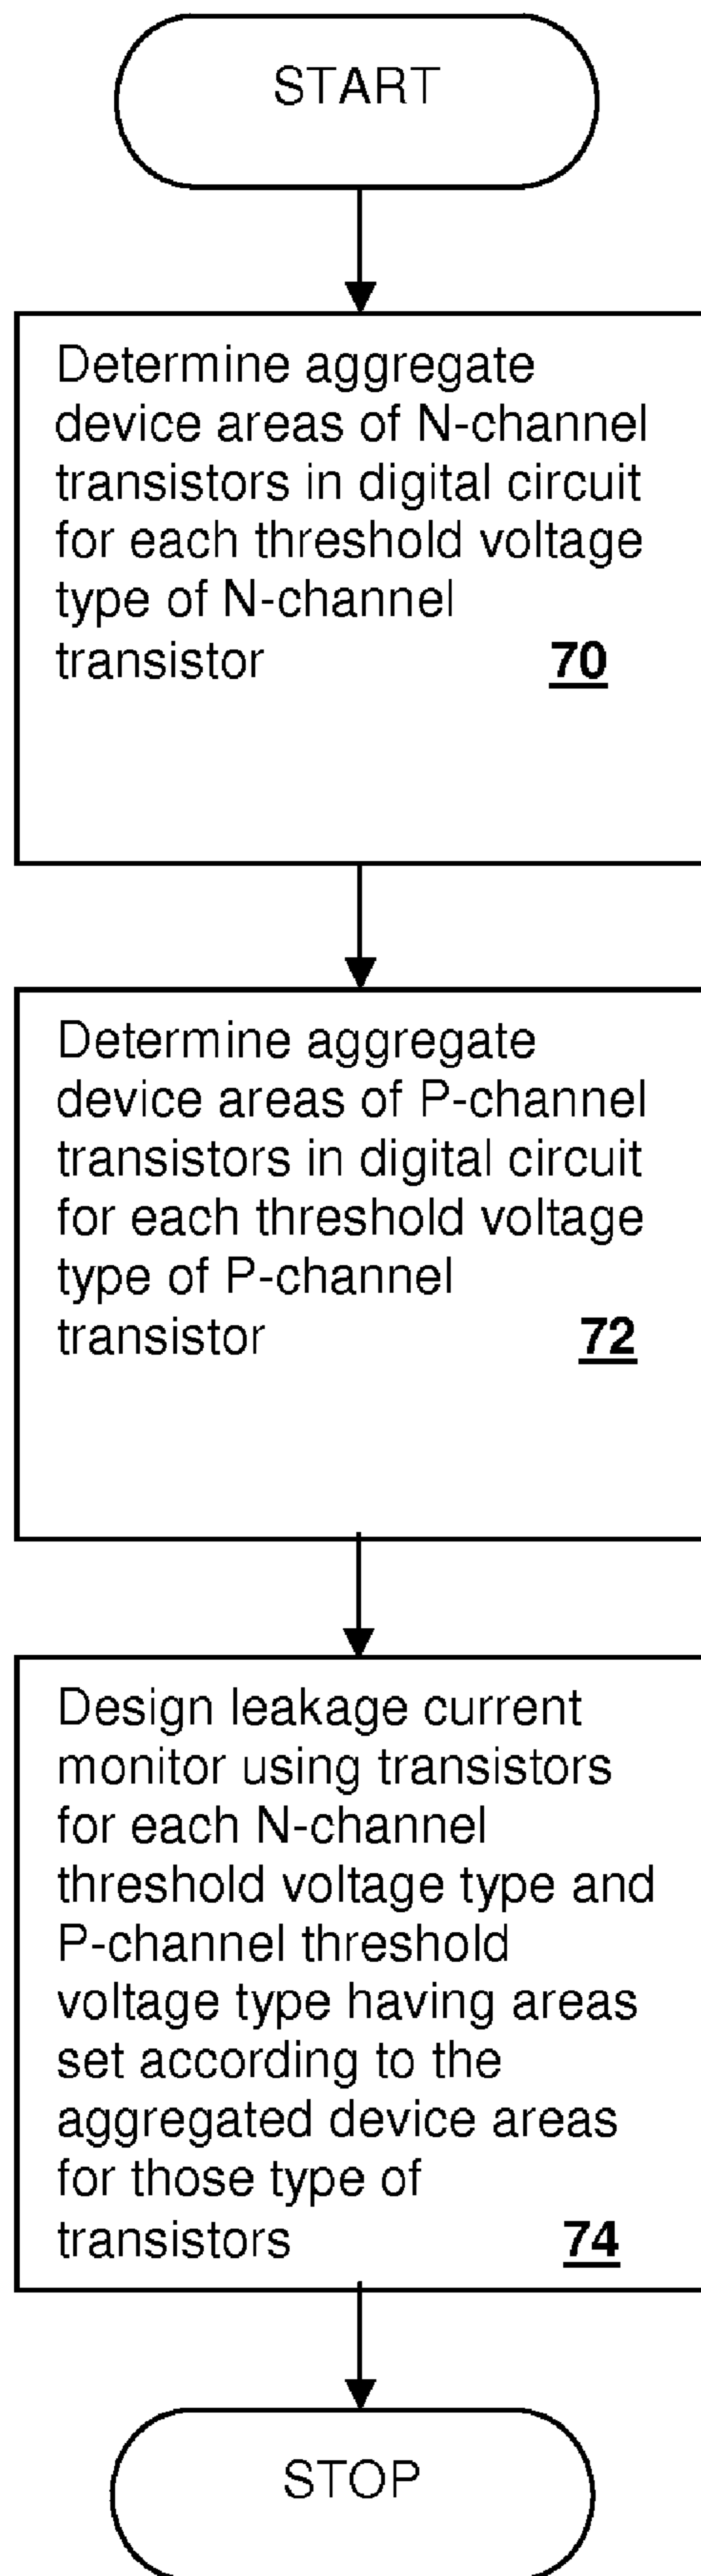 START
Determine aggregate
device areas of N-channel
transistors in digital circuit
for each threshold voltage
type of N-channel
transistor 70
Determine aggregate
device areas of P-channel
transistors in digital circuit
for each threshold voltage
type of P-channel
transistor 72
Design leakage current
monitor using transistors
for each N-channel
threshold voltage type and
P-channel threshold
voltage type having areas
set according to the
aggregated device areas
for those type of
transistors 74
STOP